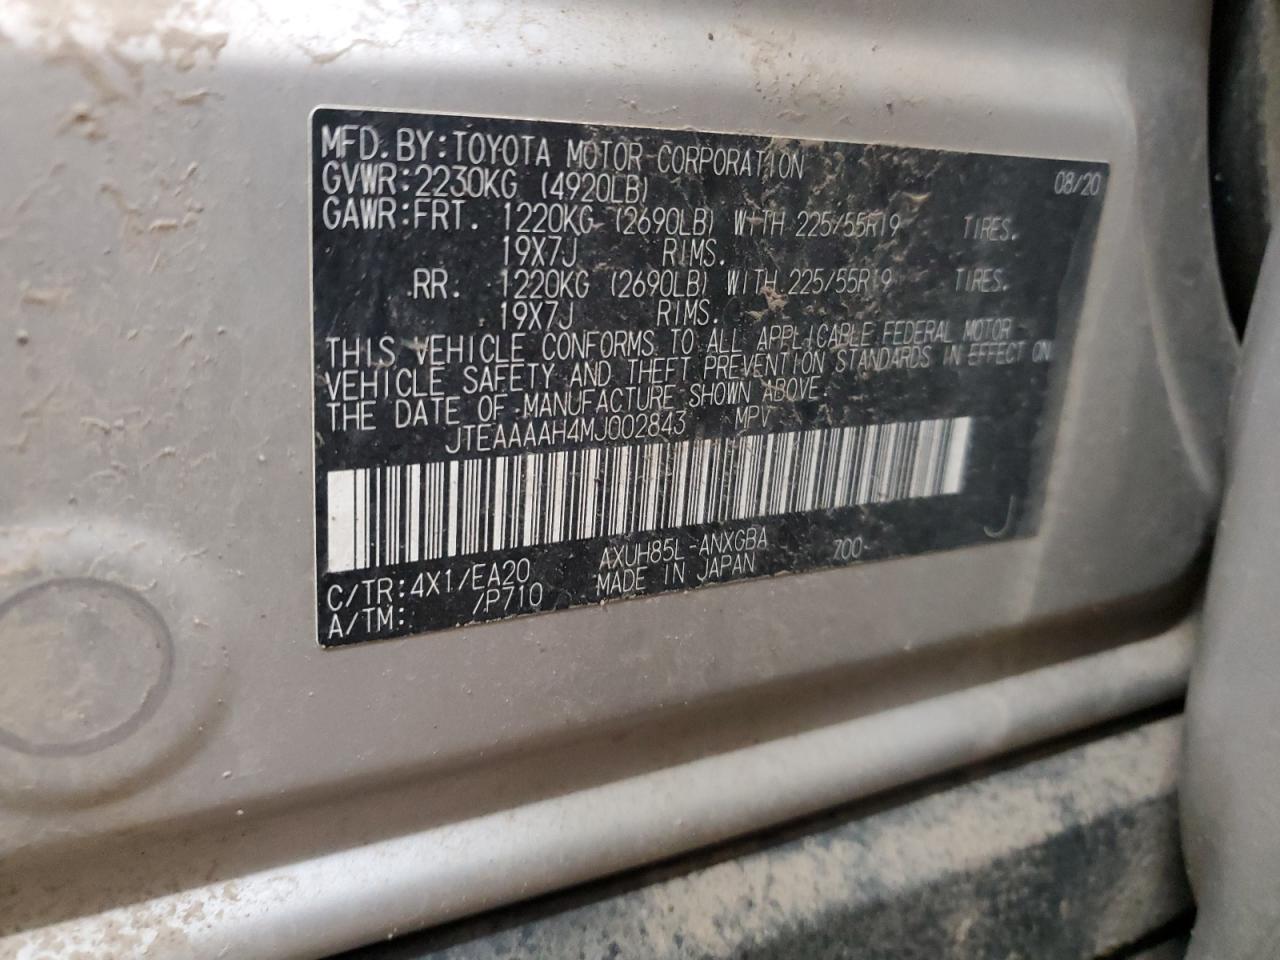 MFD. BY: TOYOTA MOTOR CORPORATION 08/20
GVWR: 2230KG (4920LB)
GAWR: FRT. 1220KG (2690LB) WITH 225/55R19 TIRES.
19X7J RIMS.
RR. 1220KG (2690LB) WITH 225/55R19 TIRES.
19X7J RIMS.
THIS VEHICLE CONFORMS TO ALL APPLICABLE FEDERAL MOTOR
VEHICLE SAFETY AND THEFT PREVENTION STANDARDS IN EFFECT ON
THE DATE OF MANUFACTURE SHOWN ABOVE.
JTEAAAAH4MJ002843 MPV
C/TR: 4X1/EA20 AXUH85L-ANXGBA 700-
A/TM: /P710 MADE IN JAPAN J